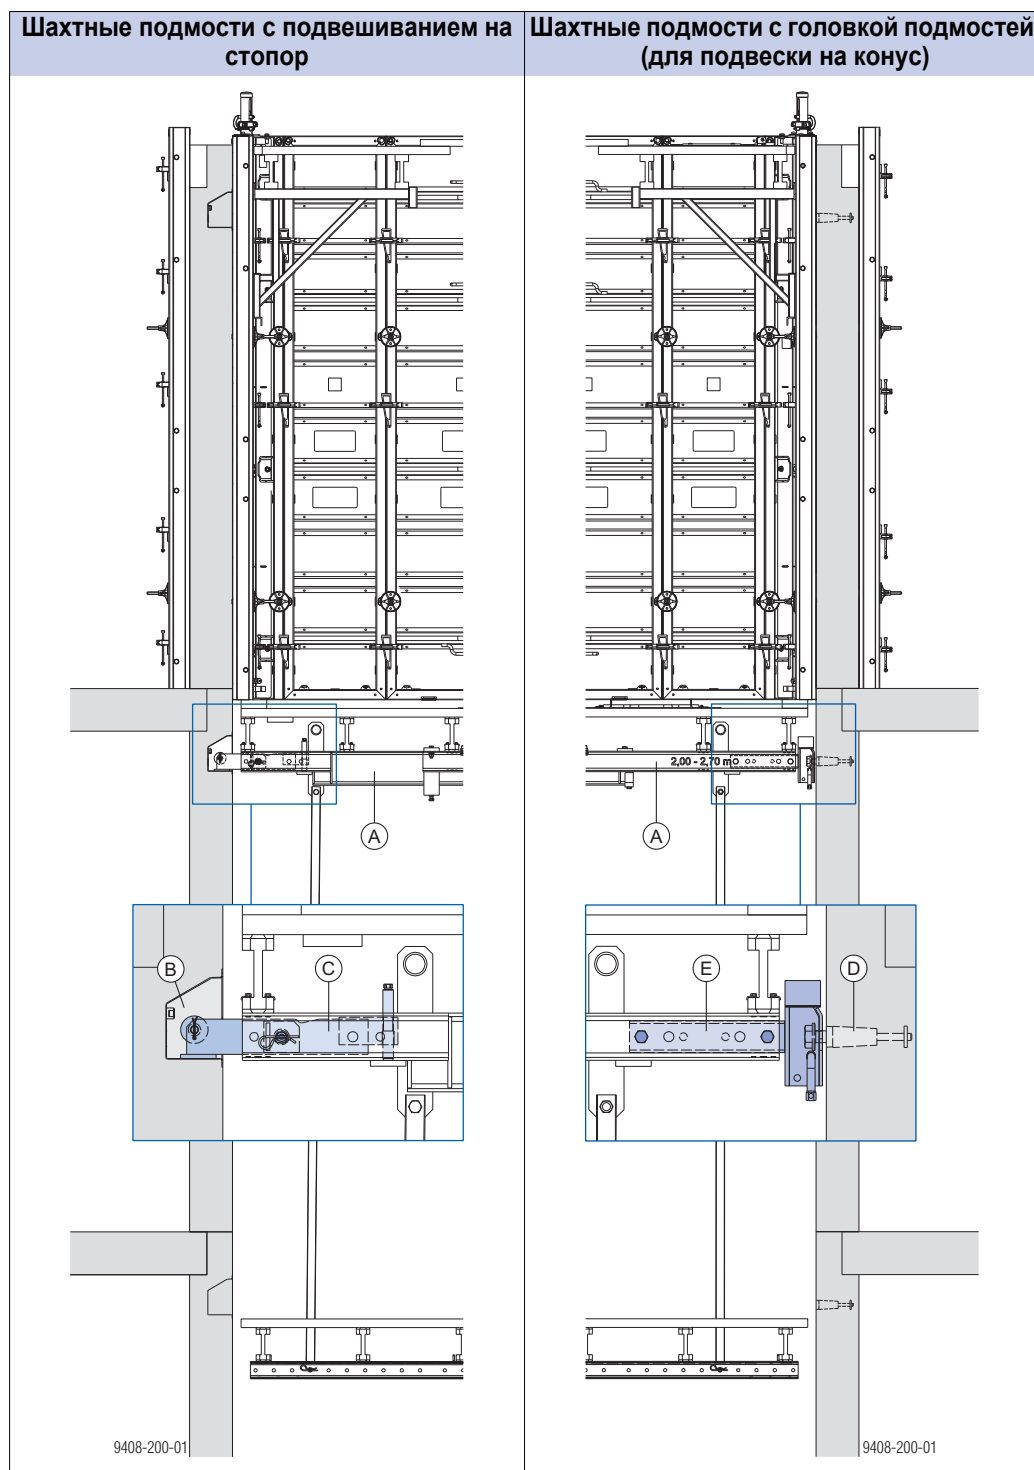 Шахтные подмости с подвешиванием на
стопор
Шахтные подмости с головкой подмостей
(для подвески на конус)
2,00 - 2,70 m
A
A
B
C
E
D
9408-200-01
9408-200-01